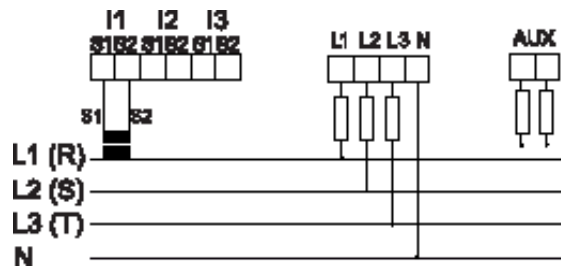 I1 I2 I3
S1S2 S1S2 S1S2
L1 L2 L3 N
AUX
S1 S2
L1 (R)
L2 (S)
L3 (T)
N